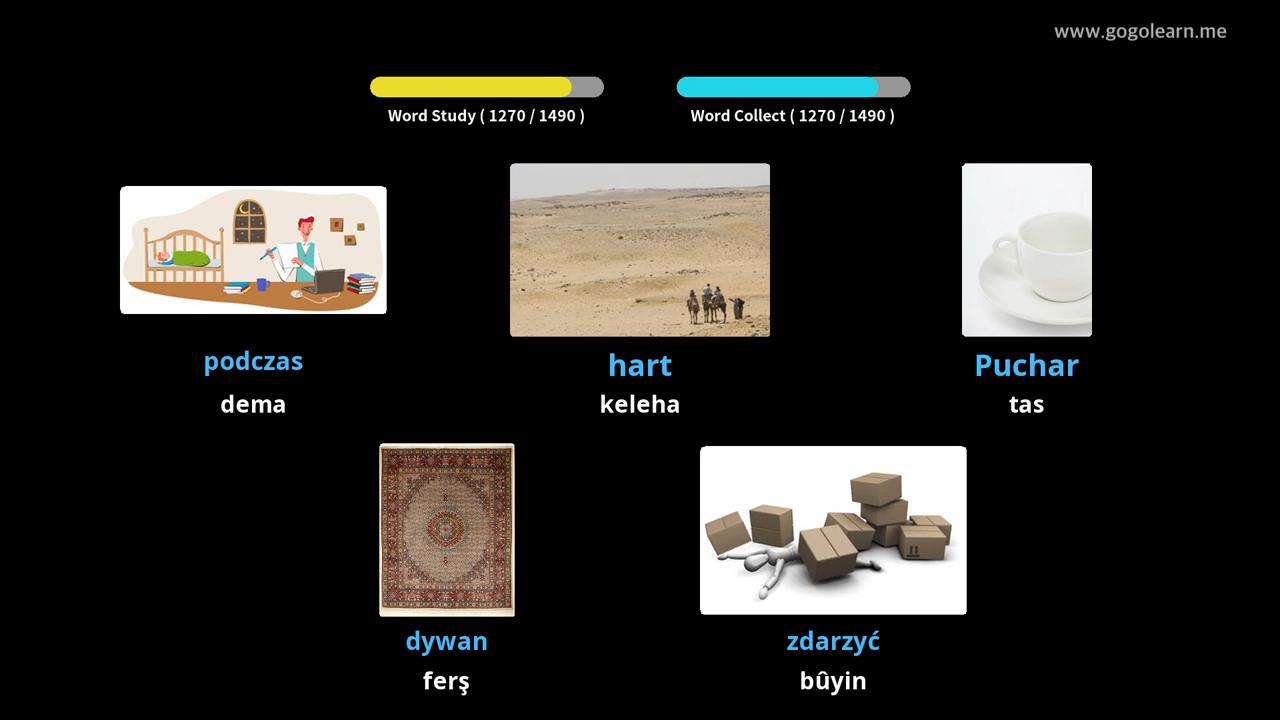 www.gogolearn.me
Word Study ( 1270 / 1490 )
Word Collect ( 1270 / 1490 )
podczas
dema
hart
keleha
Puchar
tas
dywan
ferş
zdarzyć
bûyin